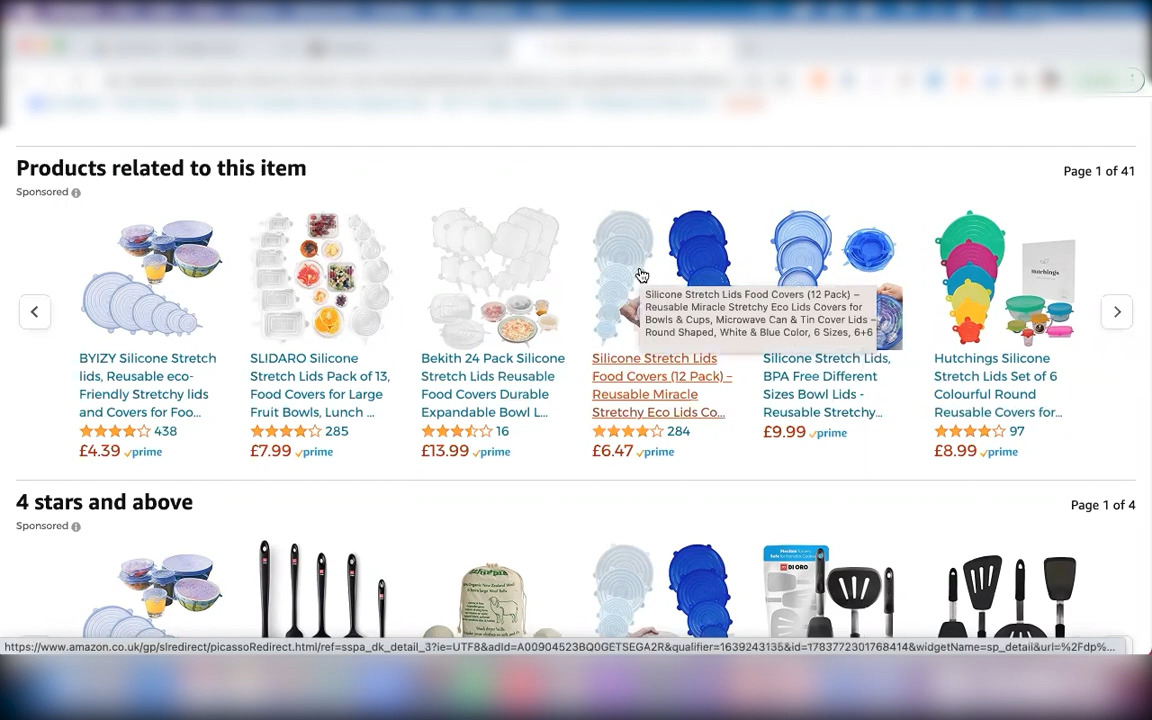 Products related to this item
Page 1 of 41
Sponsored
Silicone Stretch Lids Food Covers (12 Pack) –
Reusable Miracle Stretchy Eco Lids Covers for
Bowls & Cups, Microwave Can & Tin Cover Lids –
Round Shaped, White & Blue Color, 6 Sizes, 6+6
Hutchings
BYIZY Silicone Stretch
lids, Reusable eco-
Friendly Stretchy lids
and Covers for Foo...
438
£4.39 prime
SLIDARO Silicone
Stretch Lids Pack of 13,
Food Covers for Large
Fruit Bowls, Lunch ...
285
£7.99 prime
Bekith 24 Pack Silicone
Stretch Lids Reusable
Food Covers Durable
Expandable Bowl L...
16
£13.99 prime
Silicone Stretch Lids
Food Covers (12 Pack) –
Reusable Miracle
Stretchy Eco Lids Co...
284
£6.47 prime
Silicone Stretch Lids,
BPA Free Different
Sizes Bowl Lids -
Reusable Stretchy...
£9.99 prime
Hutchings Silicone
Stretch Lids Set of 6
Colourful Round
Reusable Covers for...
97
£8.99 prime
4 stars and above
Page 1 of 4
Sponsored
DI ORO
https://www.amazon.co.uk/gp/slredirect/picassoRedirect.html/ref=sspa_dk_detail_3?ie=UTF8&adId=A00904523BQ0GETSEGA2R&qualifier=1639243135&id=1783772301768414&widgetName=sp_detail&url=%2Fdp%...